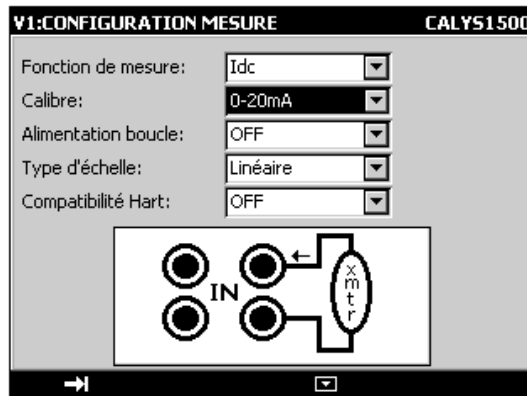 V1:CONFIGURATION MESURE CALYS1500
Fonction de mesure: Idc
Calibre: 0-20mA
Alimentation boucle: OFF
Type d'échelle: Linéaire
Compatibilité Hart: OFF
IN
xmtr